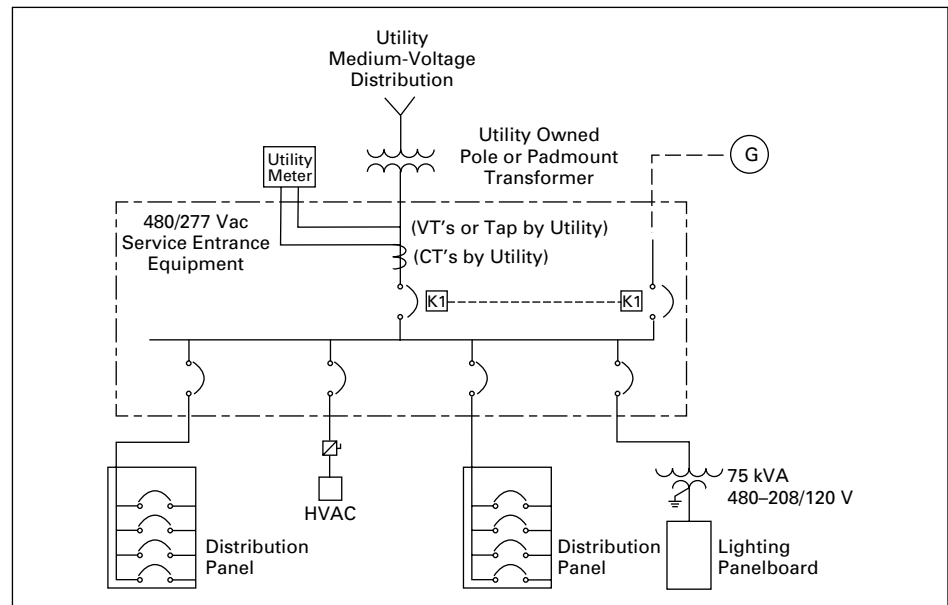 Utility
Medium-Voltage
Distribution
Utility Owned
Pole or Padmount
Transformer
G
Utility
Meter
480/277 Vac
Service Entrance
Equipment
(VT's or Tap by Utility)
(CT's by Utility)
K1
K1
HVAC
Distribution
Panel
Distribution
Panel
75 kVA
480–208/120 V
Lighting
Panelboard